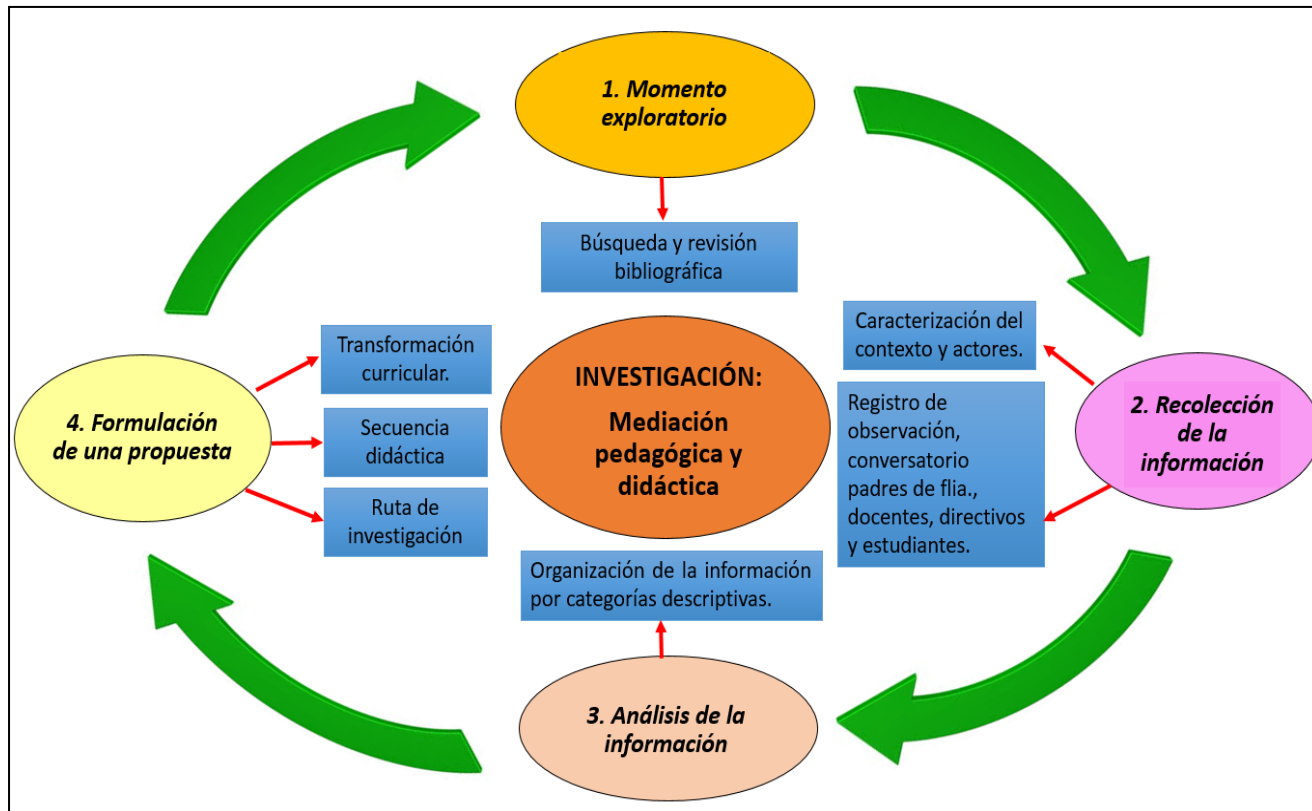 1. Momento
exploratorio
Búsqueda y revisión
bibliográfica
Caracterización del
contexto y actores.
2. Recolección
de la
información
Registro de
observación,
conversatorio
padres de flia.,
docentes, directivos
y estudiantes.
INVESTIGACIÓN:
Mediación
pedagógica y
didáctica
Organización de la información
por categorías descriptivas.
3. Análisis de la
información
4. Formulación
de una propuesta
Transformación
curricular.
Secuencia
didáctica
Ruta de
investigación